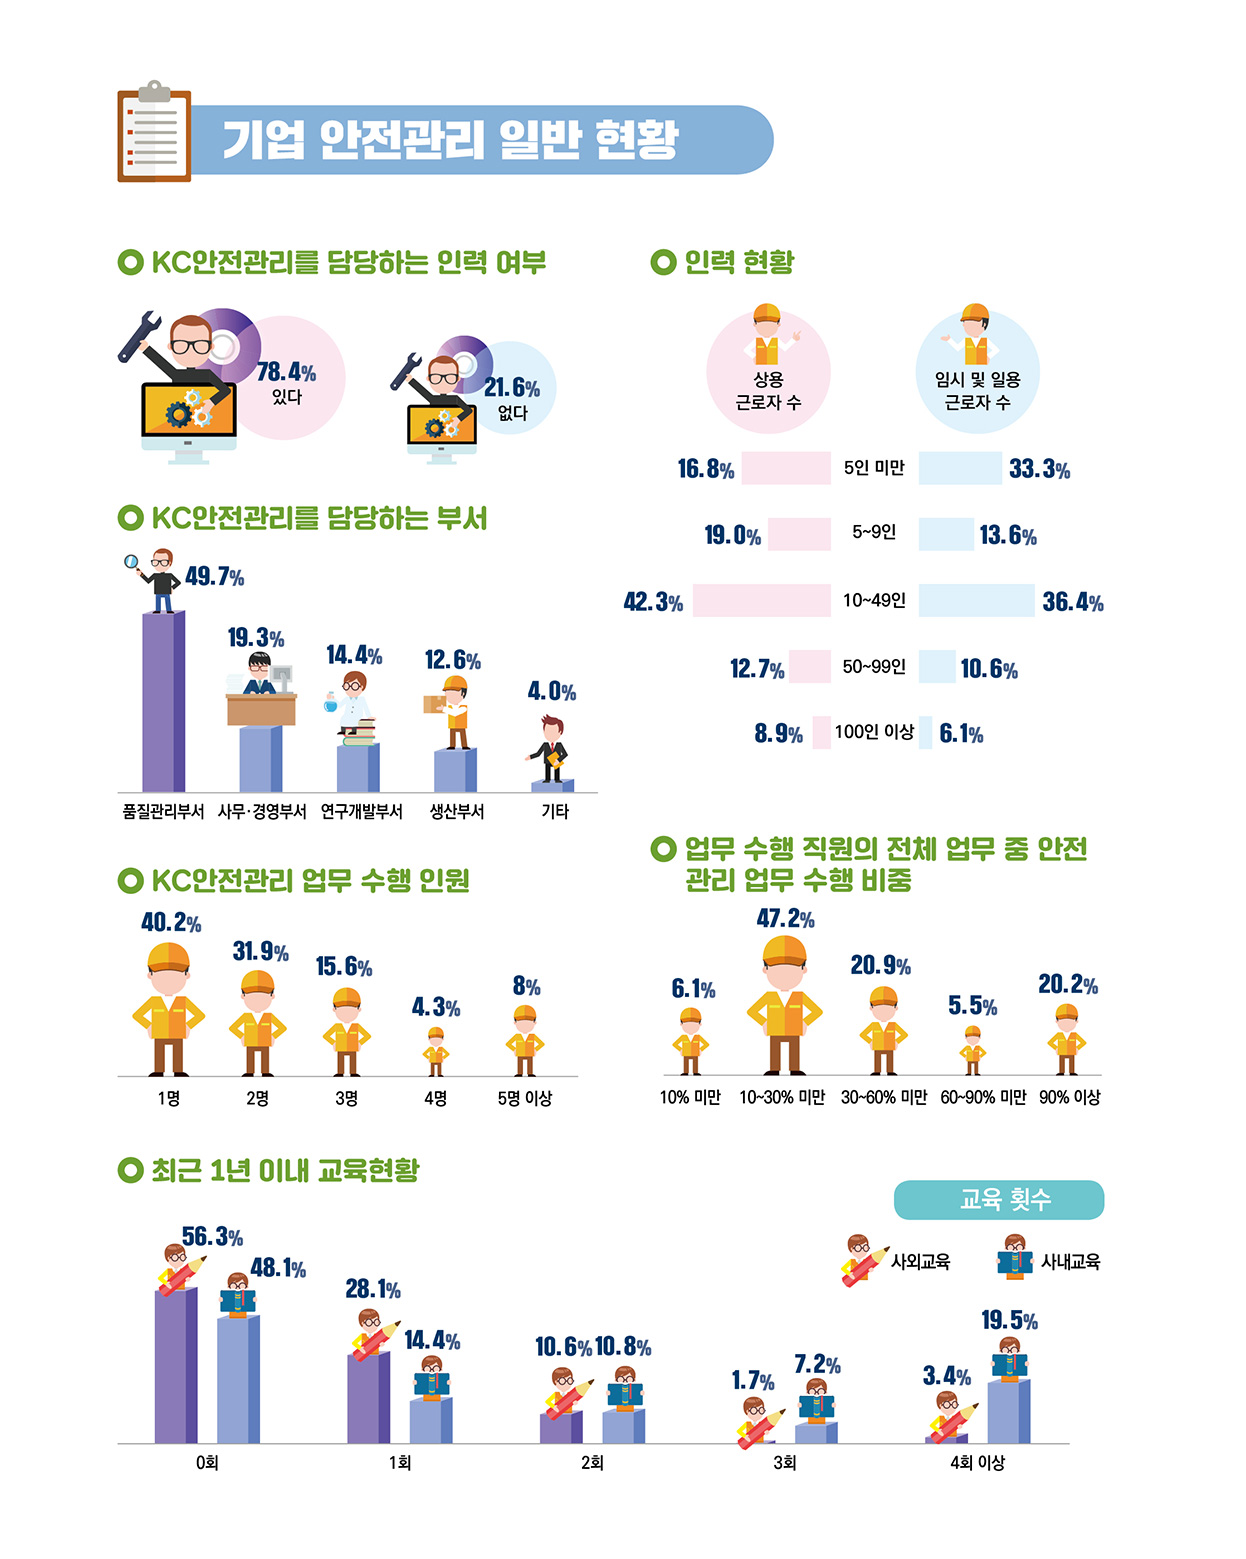 기업 안전관리 일반 현황
KC안전관리를 담당하는 인력 여부
78.4%
있다
21.6%
없다
KC안전관리를 담당하는 부서
49.7%
19.3%
14.4%
12.6%
4.0%
품질관리부서 사무·경영부서 연구개발부서 생산부서 기타
KC안전관리 업무 수행 인원
40.2%
31.9%
15.6%
4.3%
8%
1명 2명 3명 4명 5명 이상
인력 현황
상용
근로자 수
임시 및 일용
근로자 수
16.8% 5인 미만 33.3%
19.0% 5~9인 13.6%
42.3% 10~49인 36.4%
12.7% 50~99인 10.6%
8.9% 100인 이상 6.1%
업무 수행 직원의 전체 업무 중 안전
관리 업무 수행 비중
6.1%
47.2%
20.9%
5.5%
20.2%
10% 미만 10~30% 미만 30~60% 미만 60~90% 미만 90% 이상
최근 1년 이내 교육현황
교육 횟수
사외교육 사내교육
56.3%
48.1%
28.1%
14.4%
10.6% 10.8%
1.7%
7.2%
3.4%
19.5%
0회 1회 2회 3회 4회 이상